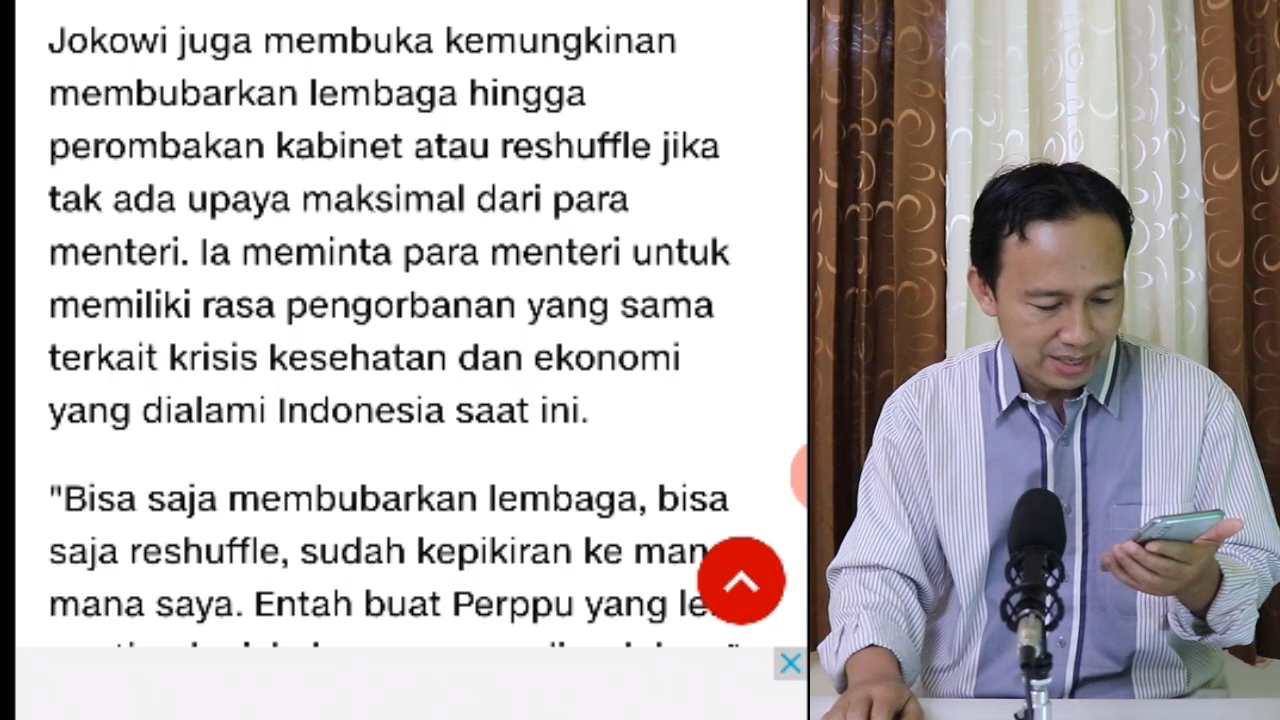 Jokowi juga membuka kemungkinan
membubarkan lembaga hingga
perombakan kabinet atau reshuffle jika
tak ada upaya maksimal dari para
menteri. Ia meminta para menteri untuk
memiliki rasa pengorbanan yang sama
terkait krisis kesehatan dan ekonomi
yang dialami Indonesia saat ini.
"Bisa saja membubarkan lembaga, bisa
saja reshuffle, sudah kepikiran ke
mana saya. Entah buat Perppu yang